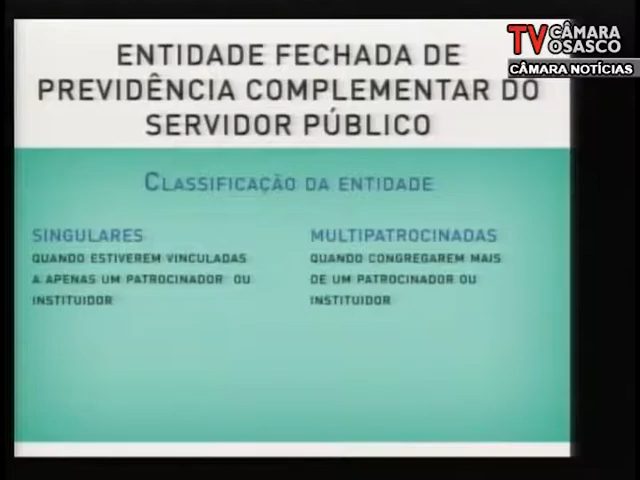 TV CÂMARA OSASCO
CÂMARA NOTÍCIAS
ENTIDADE FECHADA DE
PREVIDÊNCIA COMPLEMENTAR DO
SERVIDOR PÚBLICO
CLASSIFICAÇÃO DA ENTIDADE
SINGULARES
QUANDO ESTIVEREM VINCULADAS
A APENAS UM PATROCINADOR OU
INSTITUIDOR
MULTIPATROCINADAS
QUANDO CONGREGAREM MAIS
DE UM PATROCINADOR OU
INSTITUIDOR